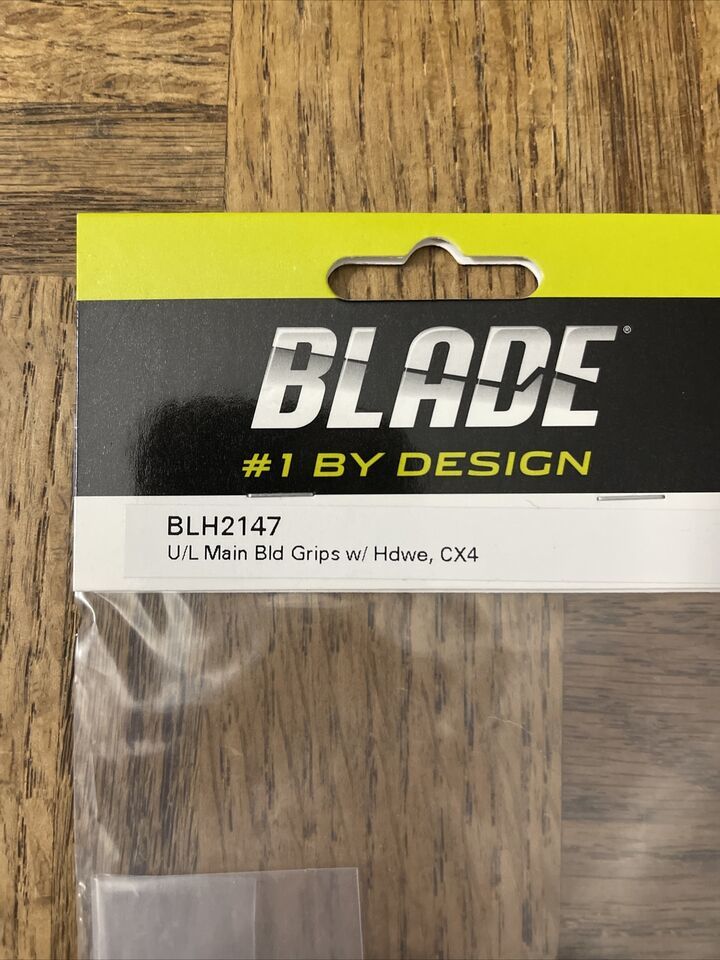 BLADE®
#1 BY DESIGN
BLH2147
U/L Main Bld Grips w/ Hdwe, CX4